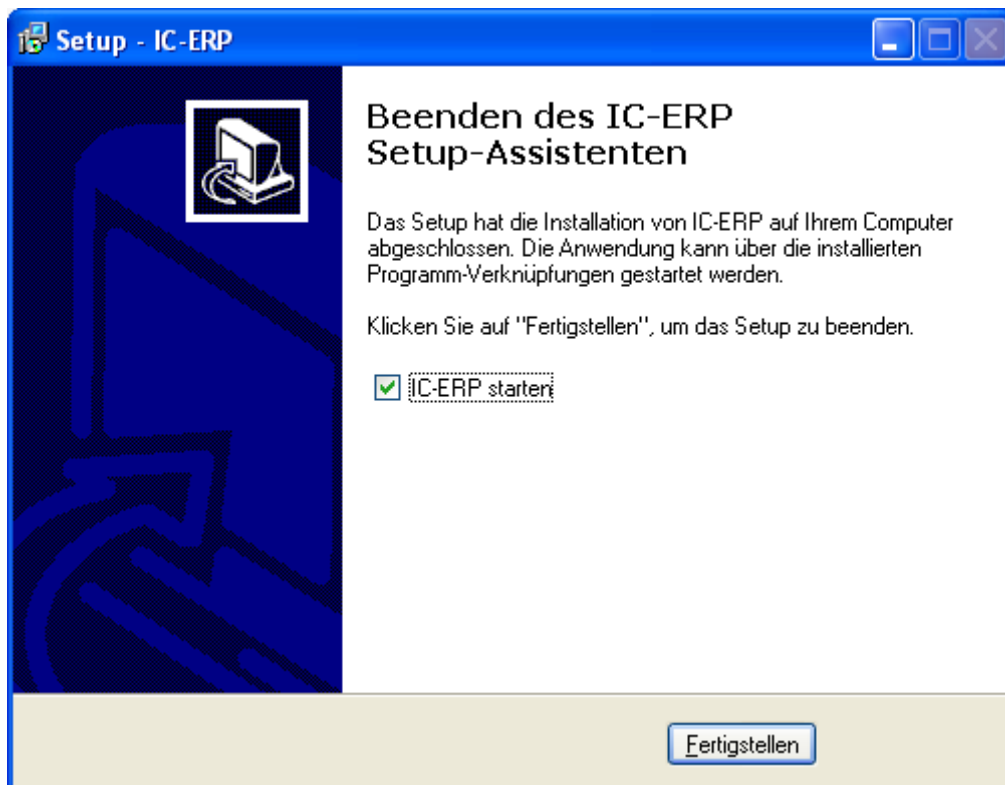 Setup - IC-ERP
Beenden des IC-ERP
Setup-Assistenten
Das Setup hat die Installation von IC-ERP auf Ihrem Computer
abgeschlossen. Die Anwendung kann über die installierten
Programm-Verknüpfungen gestartet werden.
Klicken Sie auf "Fertigstellen", um das Setup zu beenden.
IC-ERP starten
Fertigstellen